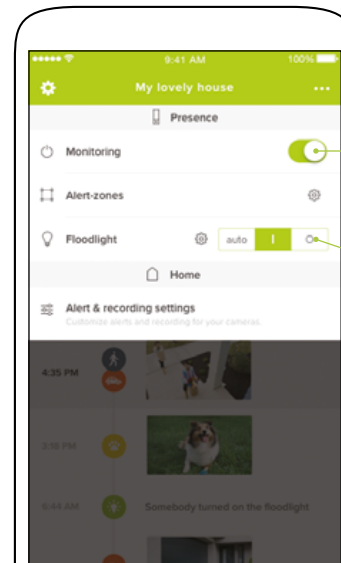 9:41 AM 100%
My lovely house
Presence
Monitoring
Alert-zones
Floodlight auto I O
Home
Alert & recording settings
Customize alerts and recording for your cameras.
4:35 PM
3:18 PM
6:44 AM Somebody turned on the floodlight